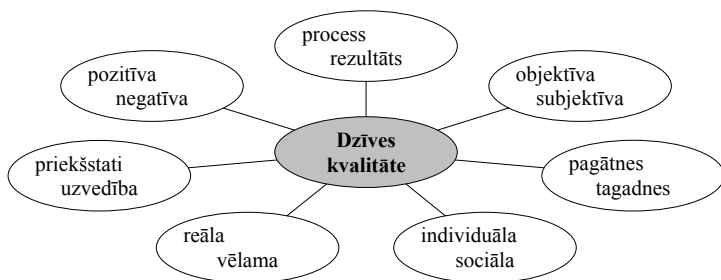 process
rezultāts
pozitīva
negatīva
objektīva
subjektīva
Dzīves
kvalitāte
priekšstati
uzvedība
pagātnes
tagadnes
reāla
vēlama
individuāla
sociāla